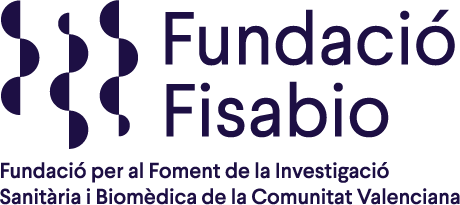 Fundació
Fisabio
Fundació per al Foment de la Investigació
Sanitària i Biomèdica de la Comunitat Valenciana